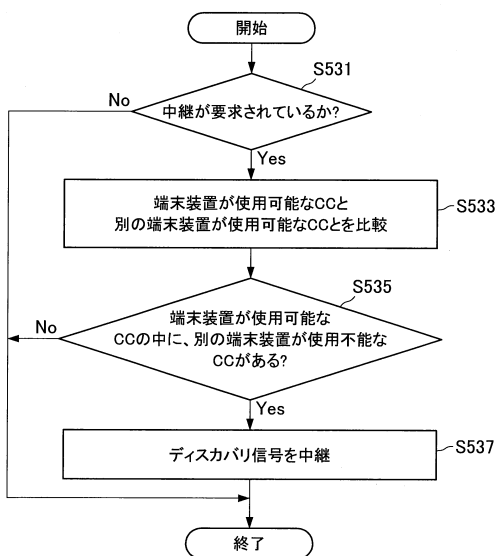 開始
S531
No
中継が要求されているか?
Yes
端末装置が使用可能なCCと
別の端末装置が使用可能なCCとを比較
S533
S535
No
端末装置が使用可能な
CCの中に、別の端末装置が使用不能な
CCがある?
Yes
ディスカバリ信号を中継
S537
終了